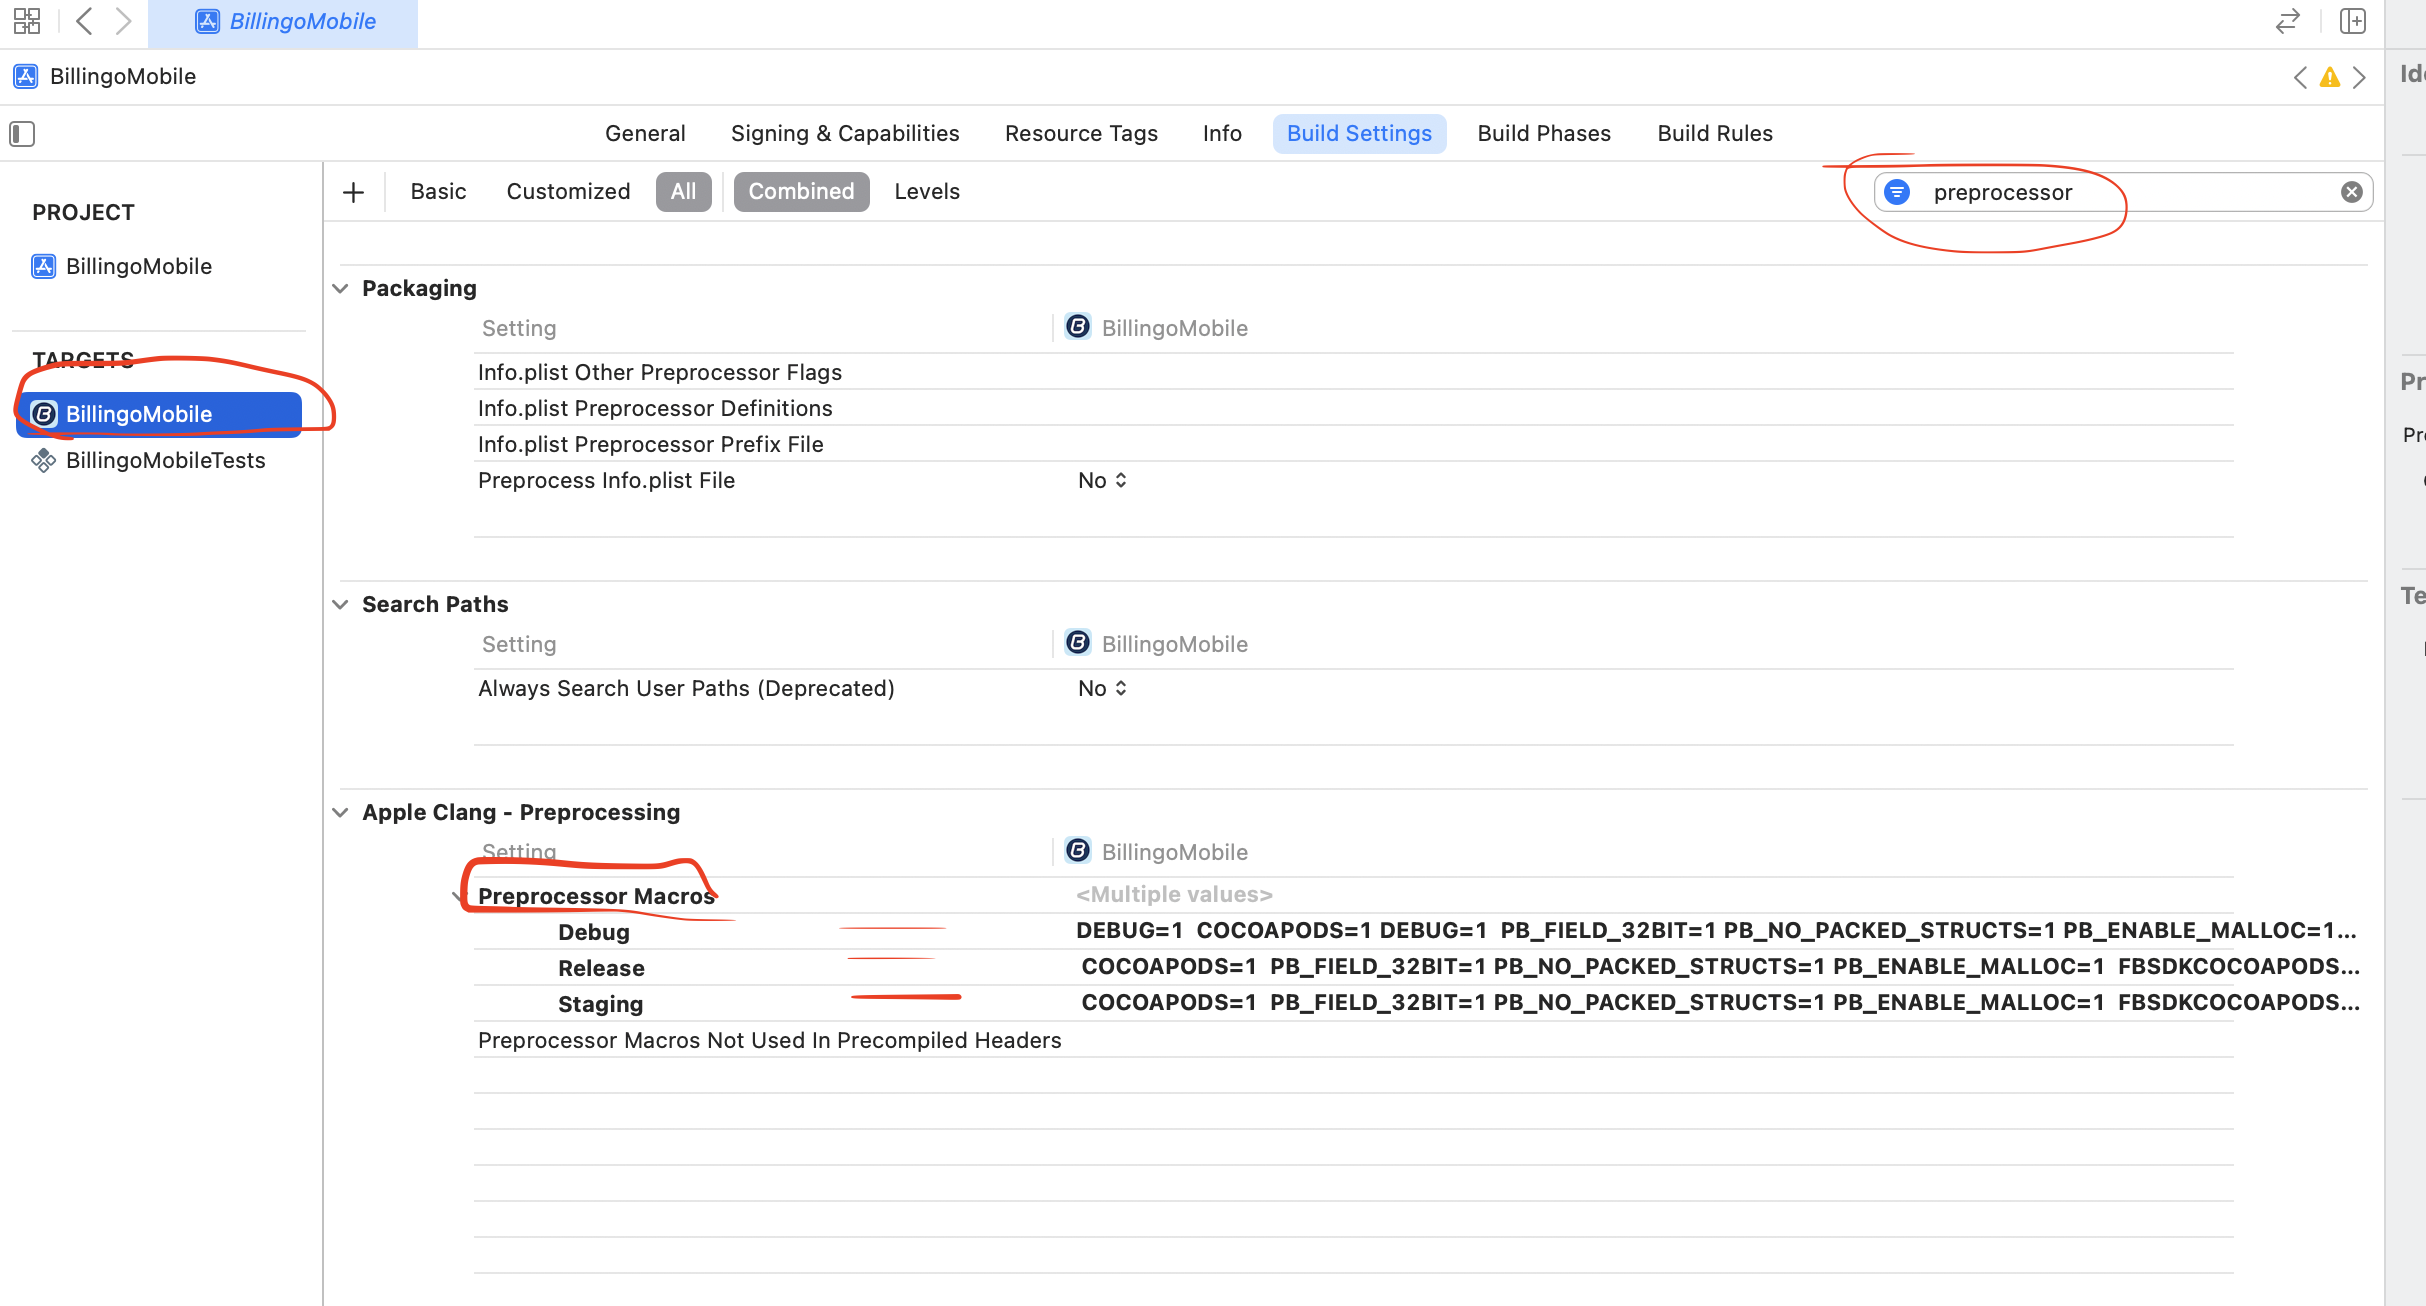 BillingoMobile
BillingoMobile
General Signing & Capabilities Resource Tags Info Build Settings Build Phases Build Rules
Basic Customized All Combined Levels preprocessor
PROJECT
BillingoMobile
TARGETS
BillingoMobile
BillingoMobileTests
Packaging
Setting BillingoMobile
Info.plist Other Preprocessor Flags
Info.plist Preprocessor Definitions
Info.plist Preprocessor Prefix File
Preprocess Info.plist File No
Search Paths
Setting BillingoMobile
Always Search User Paths (Deprecated) No
Apple Clang - Preprocessing
Setting BillingoMobile
Preprocessor Macros <Multiple values>
Debug DEBUG=1 COCOAPODS=1 DEBUG=1 PB_FIELD_32BIT=1 PB_NO_PACKED_STRUCTS=1 PB_ENABLE_MALLOC=1...
Release COCOAPODS=1 PB_FIELD_32BIT=1 PB_NO_PACKED_STRUCTS=1 PB_ENABLE_MALLOC=1 FBSDKCOCOAPODS...
Staging COCOAPODS=1 PB_FIELD_32BIT=1 PB_NO_PACKED_STRUCTS=1 PB_ENABLE_MALLOC=1 FBSDKCOCOAPODS...
Preprocessor Macros Not Used In Precompiled Headers